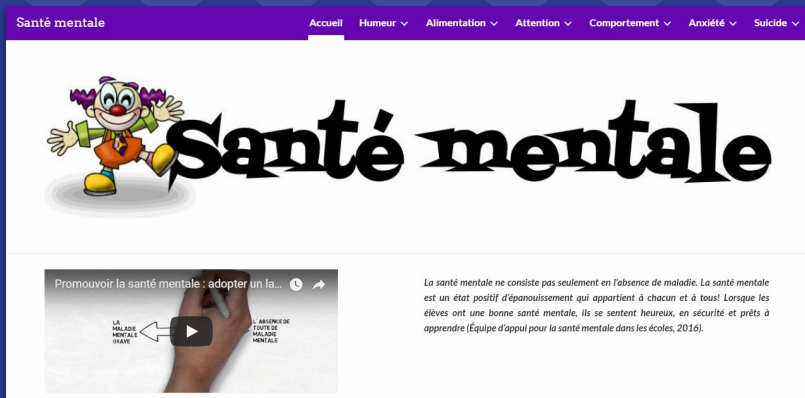 Santé mentale
Accueil Humeur Alimentation Attention Comportement Anxiété Suicide
Santé mentale
Promouvoir la santé mentale : adopter un la...
LA
MALADIE
MENTALE
GRAVE
L'ABSENCE DE
TOUTE DE
MALADIE
MENTALE
La santé mentale ne consiste pas seulement en l'absence de maladie. La santé mentale
est un état positif d'épanouissement qui appartient à chacun et à tous! Lorsque les
élèves ont une bonne santé mentale, ils se sentent heureux, en sécurité et prêts à
apprendre (Équipe d'appui pour la santé mentale dans les écoles, 2016).